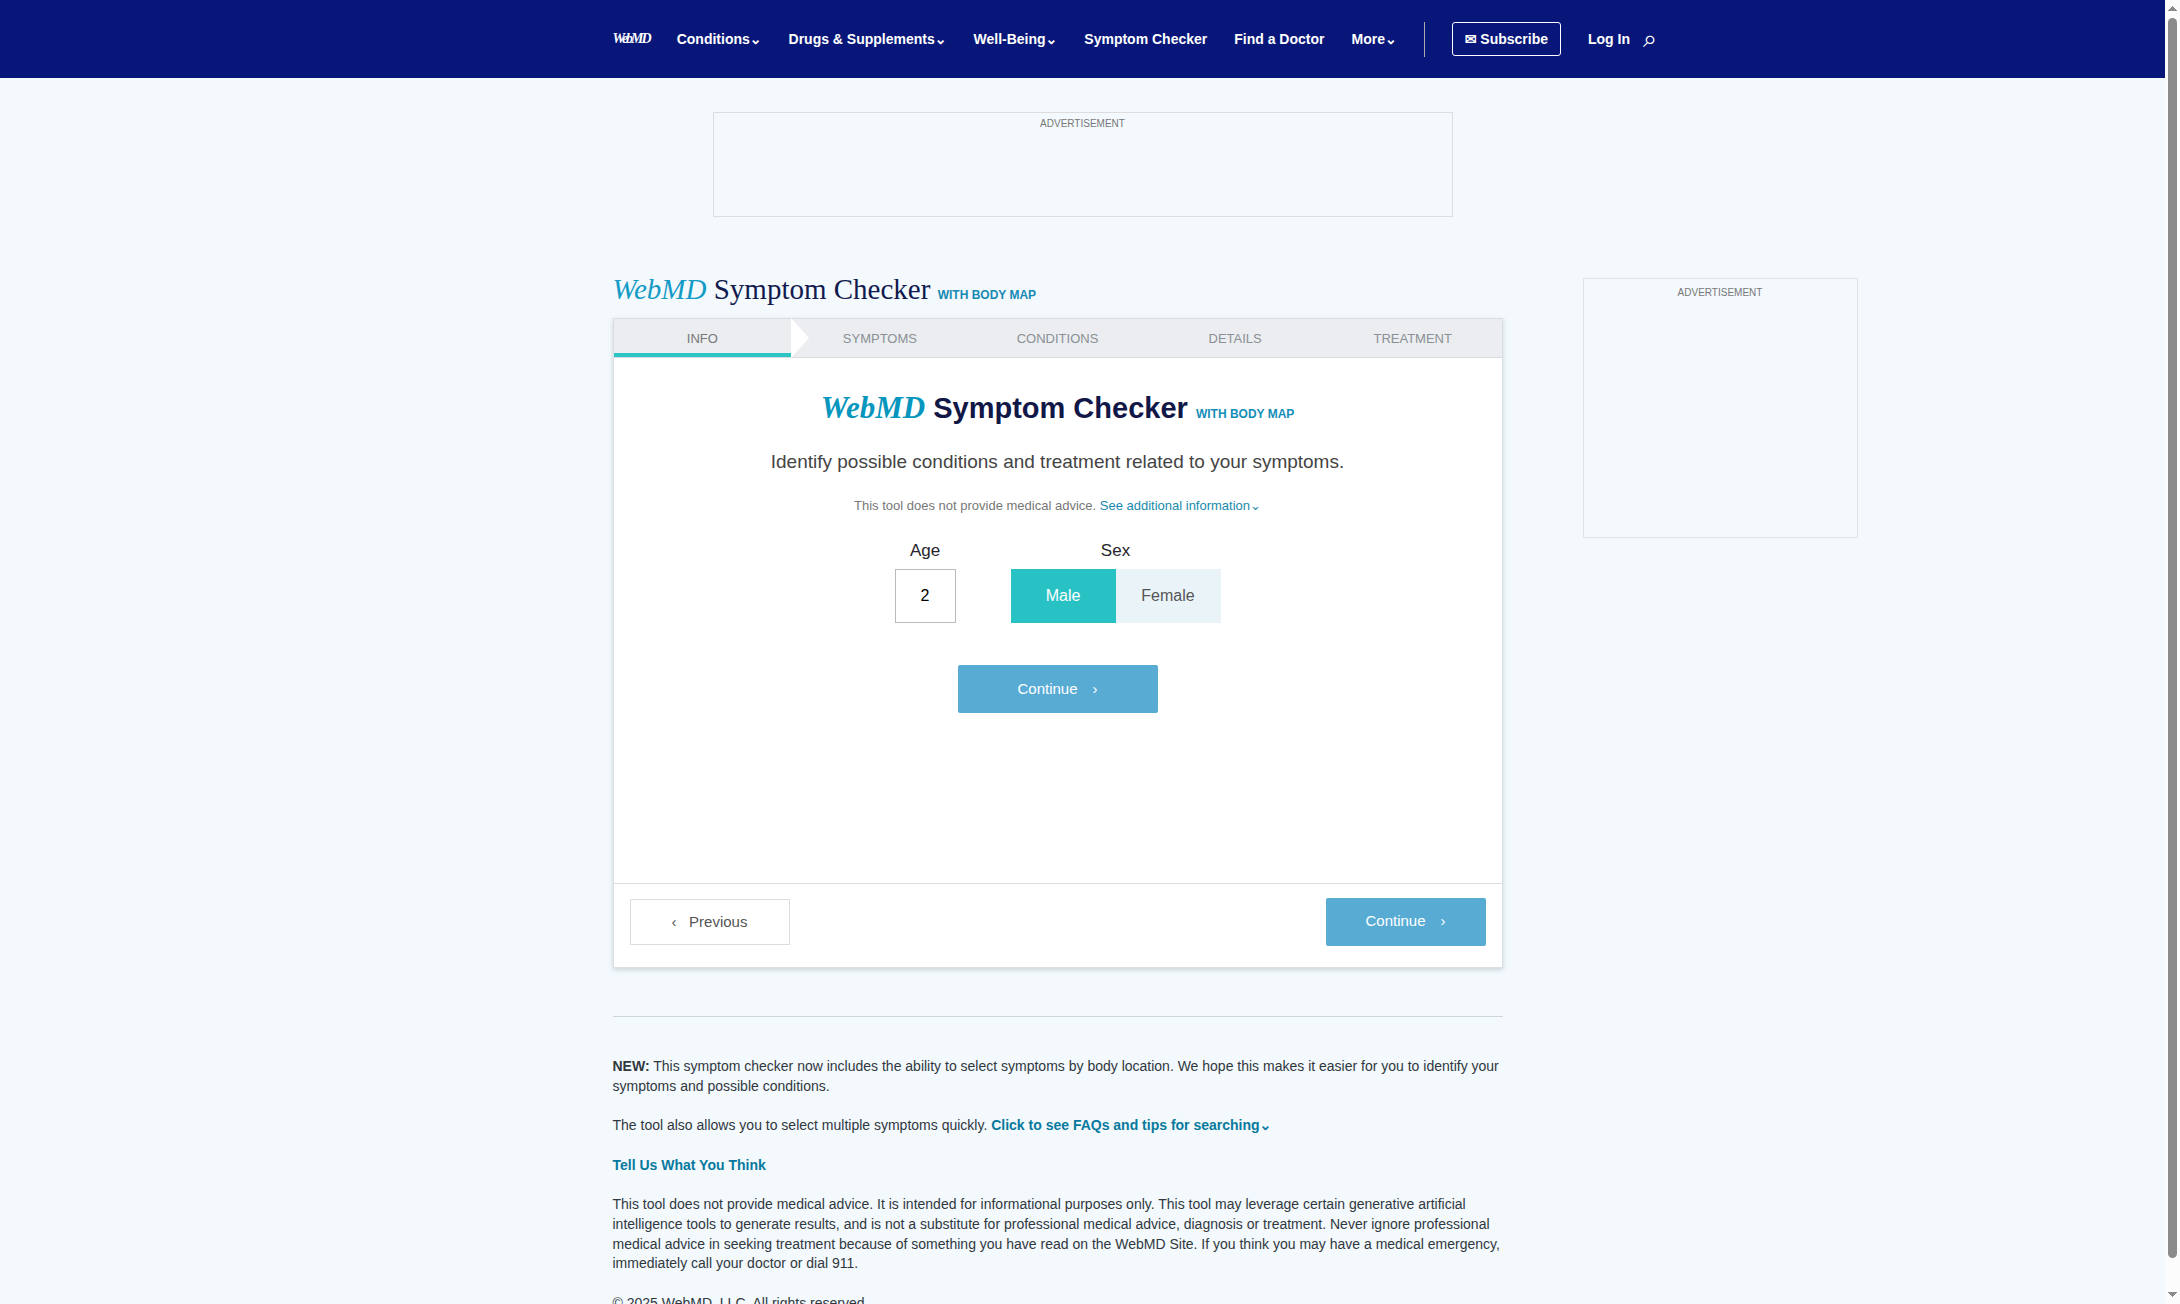 WebMD Conditions Drugs & Supplements Well-Being Symptom Checker Find a Doctor More Subscribe Log In
ADVERTISEMENT
WebMD Symptom Checker WITH BODY MAP
ADVERTISEMENT
INFO SYMPTOMS CONDITIONS DETAILS TREATMENT
WebMD Symptom Checker WITH BODY MAP
Identify possible conditions and treatment related to your symptoms.
This tool does not provide medical advice. See additional information
Age Sex
2 Male Female
Continue ›
‹ Previous Continue ›
NEW: This symptom checker now includes the ability to select symptoms by body location. We hope this makes it easier for you to identify your
symptoms and possible conditions.
The tool also allows you to select multiple symptoms quickly. Click to see FAQs and tips for searching
Tell Us What You Think
This tool does not provide medical advice. It is intended for informational purposes only. This tool may leverage certain generative artificial
intelligence tools to generate results, and is not a substitute for professional medical advice, diagnosis or treatment. Never ignore professional
medical advice in seeking treatment because of something you have read on the WebMD Site. If you think you may have a medical emergency,
immediately call your doctor or dial 911.
© 2025 WebMD, LLC. All rights reserved.